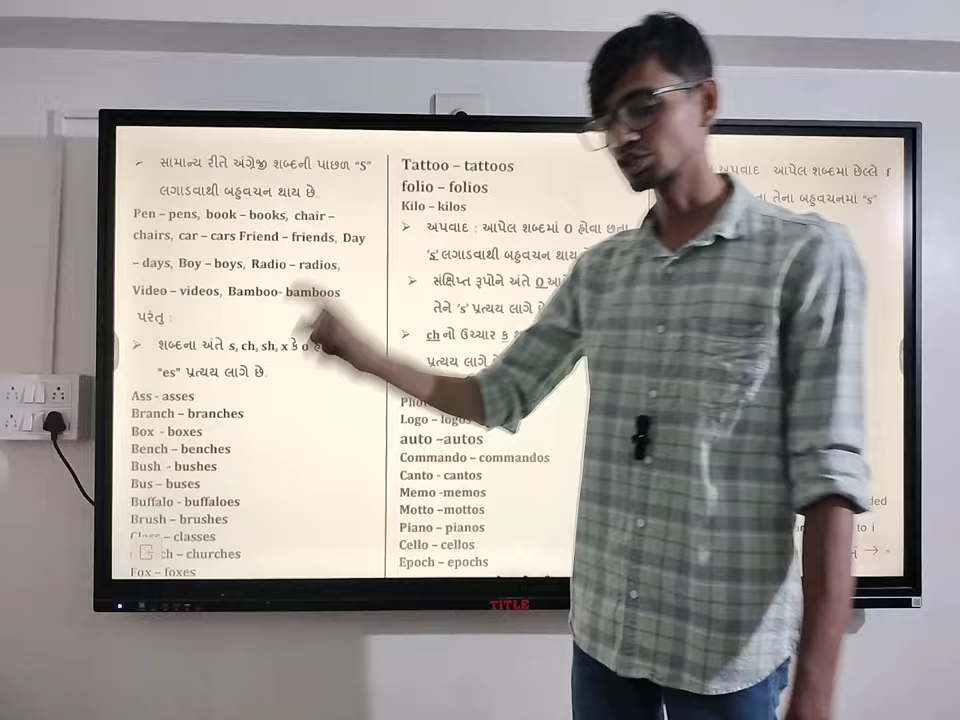 ➢ સામાન્ય રીતે અંગ્રેજી શબ્દની પાછળ “S”
લગાડવાથી બહુવચન થાય છે.
Pen – pens, book – books, chair –
chairs, car – cars Friend – friends, Day
– days, Boy – boys, Radio – radios,
Video – videos, Bamboo- bamboos
પરંતુ :
➢ શબ્દના અંતે s, ch, sh, x કે o
“es” પ્રત્યય લાગે છે.
Ass - asses
Branch – branches
Box - boxes
Bench – benches
Bush - bushes
Bus – buses
Buffalo - buffaloes
Brush – brushes
– classes
ch – churches
Fox – foxes
Tattoo – tattoos
folio – folios
Kilo – kilos
➢ અપવાદ : આપેલ શબ્દમાં O હોવા છતા
‘s’ લગાડવાથી બહુવચન થાય
➢ સંક્ષિપ્ત રૂપોને અંતે O
તેને ‘s’ પ્રત્યય લાગે
➢ ch નો ઉચ્ચાર ક
પ્રત્યય લાગે
Logo – logos
auto –autos
Commando – commandos
Canto - cantos
Memo -memos
Motto –mottos
Piano – pianos
Cello – cellos
Epoch – epochs
અપવાદ આપેલ શબ્દમાં છેલ્લે f
તેના બહુવચનમાં “s”
to i
TITLE